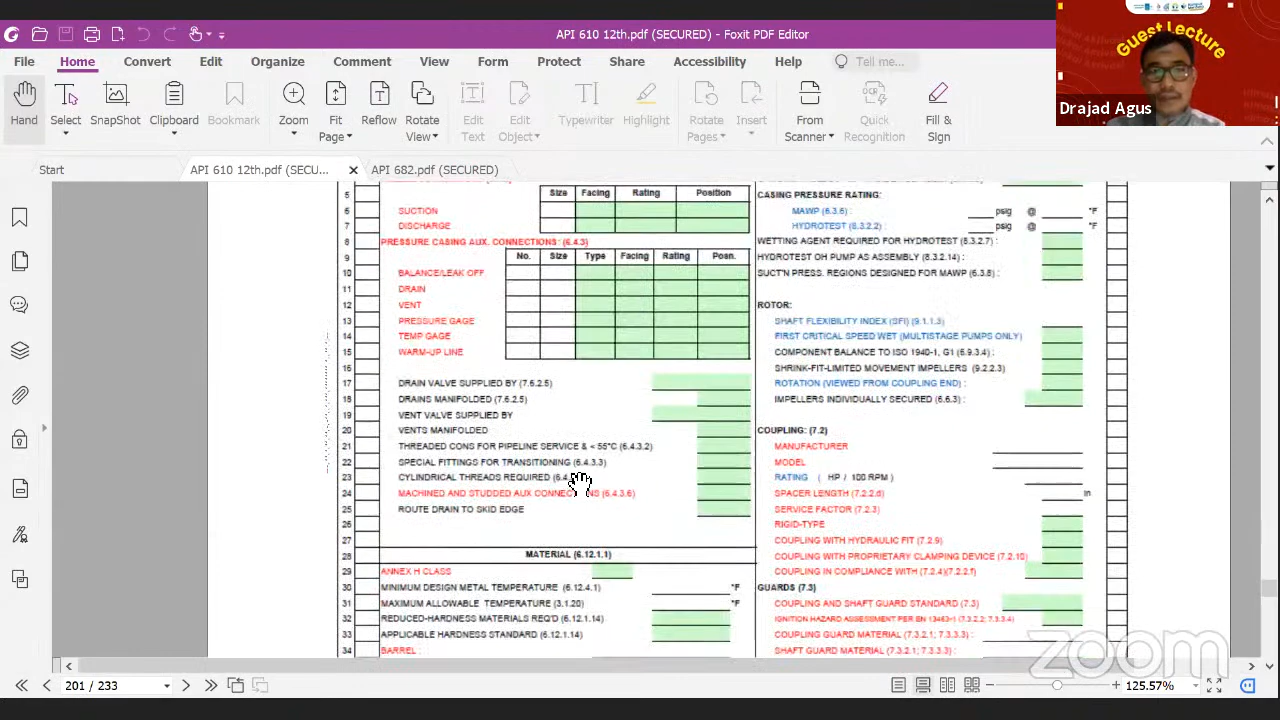 API 610 12th.pdf (SECURED) - Foxit PDF Editor
File Home Convert Edit Organize Comment View Form Protect Share Accessibility Help Tell me...
Hand Select SnapShot Clipboard Bookmark Zoom Fit Page Reflow Rotate View Edit Text Edit Object Typewriter Highlight Rotate Pages Insert From Scanner Quick Recognition Fill & Sign
Guest Lecture
Drajad Agus
Start API 610 12th.pdf (SECU... API 682.pdf (SECURED)
5 Size Facing Rating Position
6 SUCTION
7 DISCHARGE
8 PRESSURE CASING AUX. CONNECTIONS: (6.4.3)
9 No. Size Type Facing Rating Posn.
10 BALANCE/LEAK OFF
11 DRAIN
12 VENT
13 PRESSURE GAGE
14 TEMP GAGE
15 WARM-UP LINE
16
17 DRAIN VALVE SUPPLIED BY (7.6.2.5)
18 DRAINS MANIFOLDED (7.6.2.5)
19 VENT VALVE SUPPLIED BY
20 VENTS MANIFOLDED
21 THREADED CONS FOR PIPELINE SERVICE & < 55°C (6.4.3.2)
22 SPECIAL FITTINGS FOR TRANSITIONING (6.4.3.3)
23 CYLINDRICAL THREADS REQUIRED
24 MACHINED AND STUDDED AUX (6.4.3.6)
25 ROUTE DRAIN TO SKID EDGE
26
27
28 MATERIAL (6.12.1.1)
29 ANNEX H CLASS
30 MINIMUM DESIGN METAL TEMPERATURE (6.12.4.1) °F
31 MAXIMUM ALLOWABLE TEMPERATURE (3.1.20) °F
32 REDUCED-HARDNESS MATERIALS REQ'D (6.12.1.14)
33 APPLICABLE HARDNESS STANDARD (6.12.1.14)
34 BARREL :
CASING PRESSURE RATING:
MAWP (6.3.6) : psig @ °F
HYDROTEST (8.3.2.2) : psig @ °F
WETTING AGENT REQUIRED FOR HYDROTEST (8.3.2.7) :
HYDROTEST OH PUMP AS ASSEMBLY (8.3.2.14) :
SUCT'N PRESS. REGIONS DESIGNED FOR MAWP (6.3.8) :
ROTOR:
SHAFT FLEXIBILITY INDEX (SFI) (9.1.1.3)
FIRST CRITICAL SPEED WET (MULTISTAGE PUMPS ONLY)
COMPONENT BALANCE TO ISO 1940-1, G1 (6.9.3.4) :
SHRINK-FIT-LIMITED MOVEMENT IMPELLERS (9.2.2.3)
ROTATION (VIEWED FROM COUPLING END) :
IMPELLERS INDIVIDUALLY SECURED (6.6.3) :
COUPLING: (7.2)
MANUFACTURER
MODEL
RATING ( HP / 100 RPM )
SPACER LENGTH (7.2.2.d) in
SERVICE FACTOR (7.2.3)
RIGID-TYPE
COUPLING WITH HYDRAULIC FIT (7.2.9)
COUPLING WITH PROPRIETARY CLAMPING DEVICE (7.2.10)
COUPLING IN COMPLIANCE WITH (7.2.4)(7.2.2.f)
GUARDS (7.3)
COUPLING AND SHAFT GUARD STANDARD (7.3)
IGNITION HAZARD ASSESSMENT PER EN 13463-1 (7.3.2.2; 7.3.3.4)
COUPLING GUARD MATERIAL (7.3.2.1; 7.3.3.3) :
SHAFT GUARD MATERIAL (7.3.2.1; 7.3.3.3) :
zoom
201 / 233 125.57%